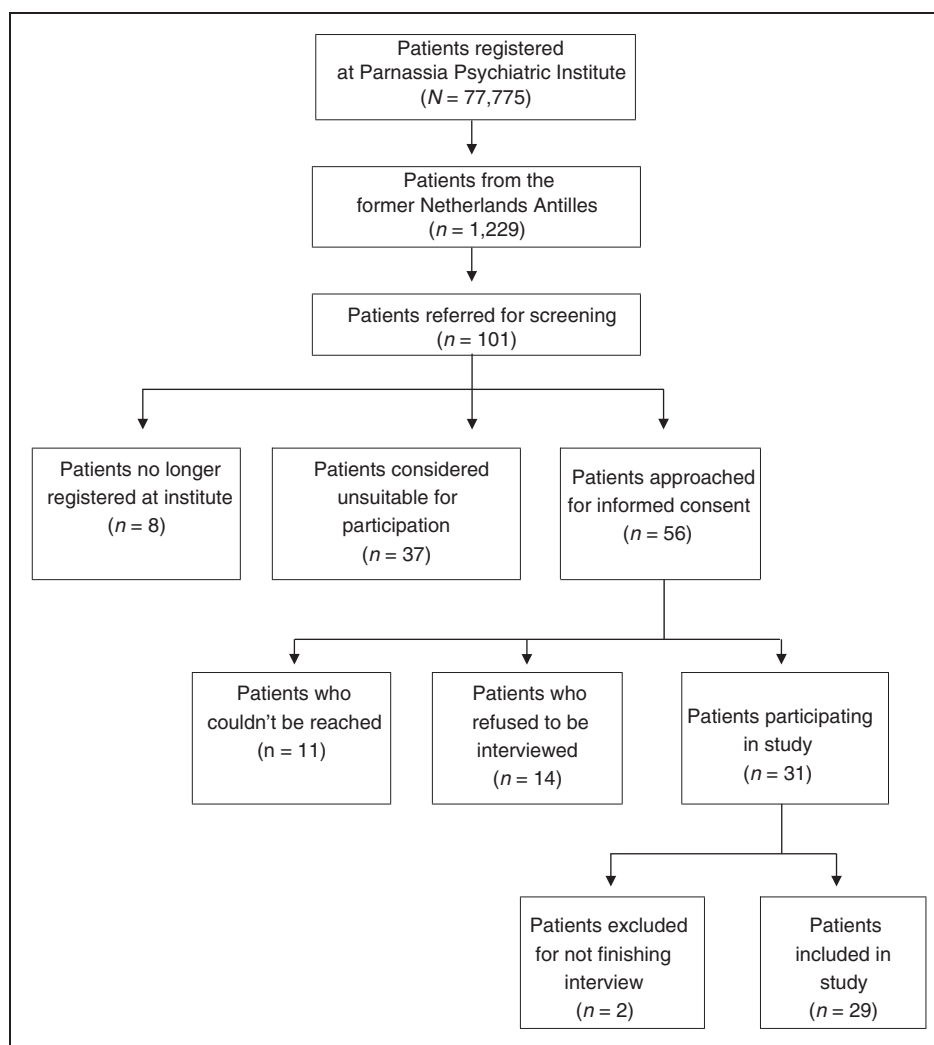 Patients registered
at Parnassia Psychiatric Institute
(N = 77,775)
Patients from the
former Netherlands Antilles
(n = 1,229)
Patients referred for screening
(n = 101)
Patients no longer
registered at institute
(n = 8)
Patients considered
unsuitable for
participation
(n = 37)
Patients approached
for informed consent
(n = 56)
Patients who
couldn't be reached
(n = 11)
Patients who
refused to be
interviewed
(n = 14)
Patients participating
in study
(n = 31)
Patients excluded
for not finishing
interview
(n = 2)
Patients
included in
study
(n = 29)